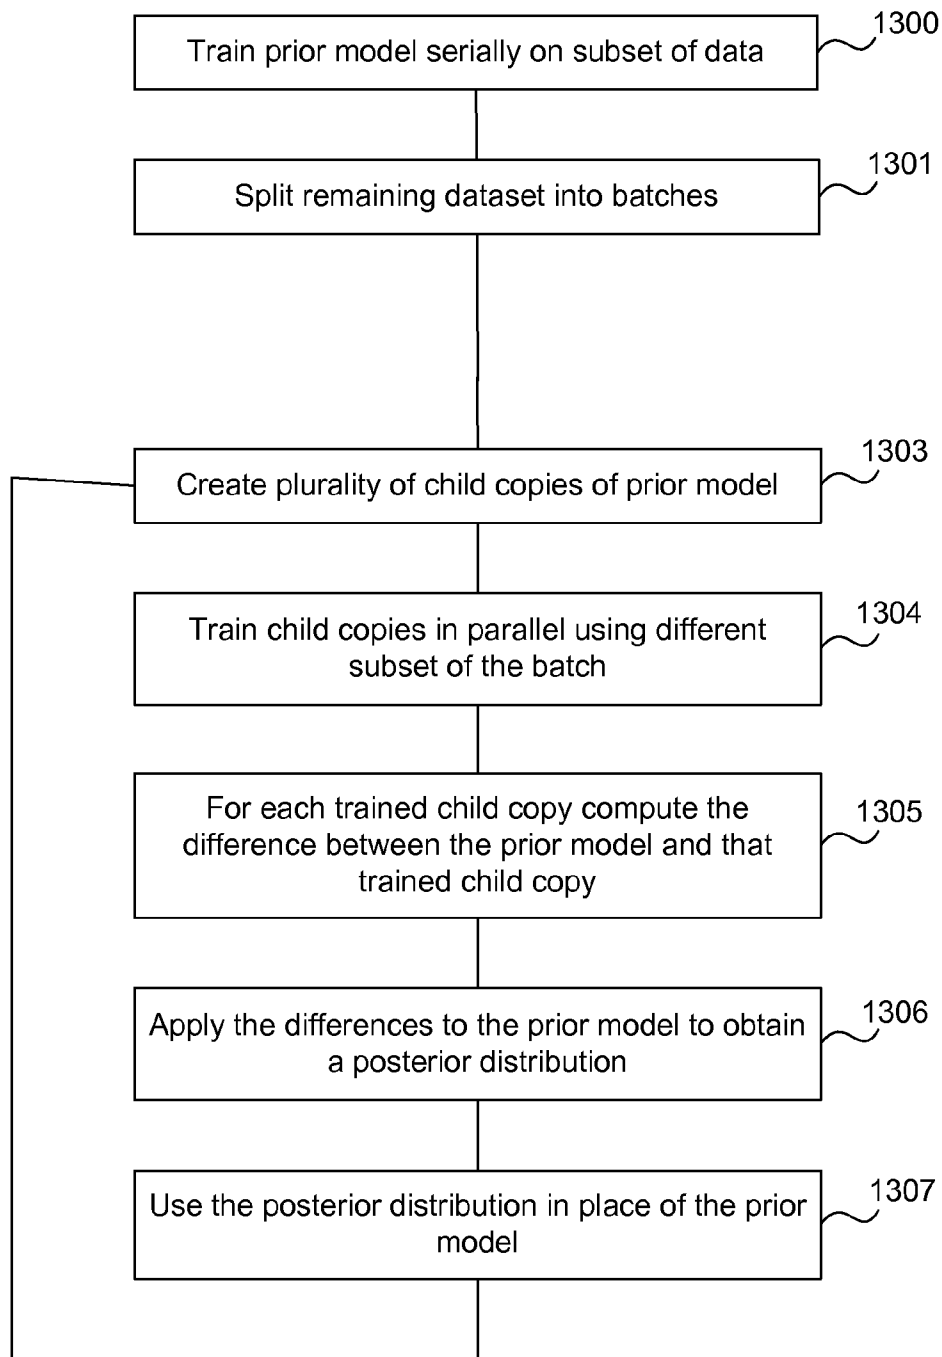 Train prior model serially on subset of data
1300
Split remaining dataset into batches
1301
Create plurality of child copies of prior model
1303
Train child copies in parallel using different
subset of the batch
1304
For each trained child copy compute the
difference between the prior model and that
trained child copy
1305
Apply the differences to the prior model to obtain
a posterior distribution
1306
Use the posterior distribution in place of the prior
model
1307